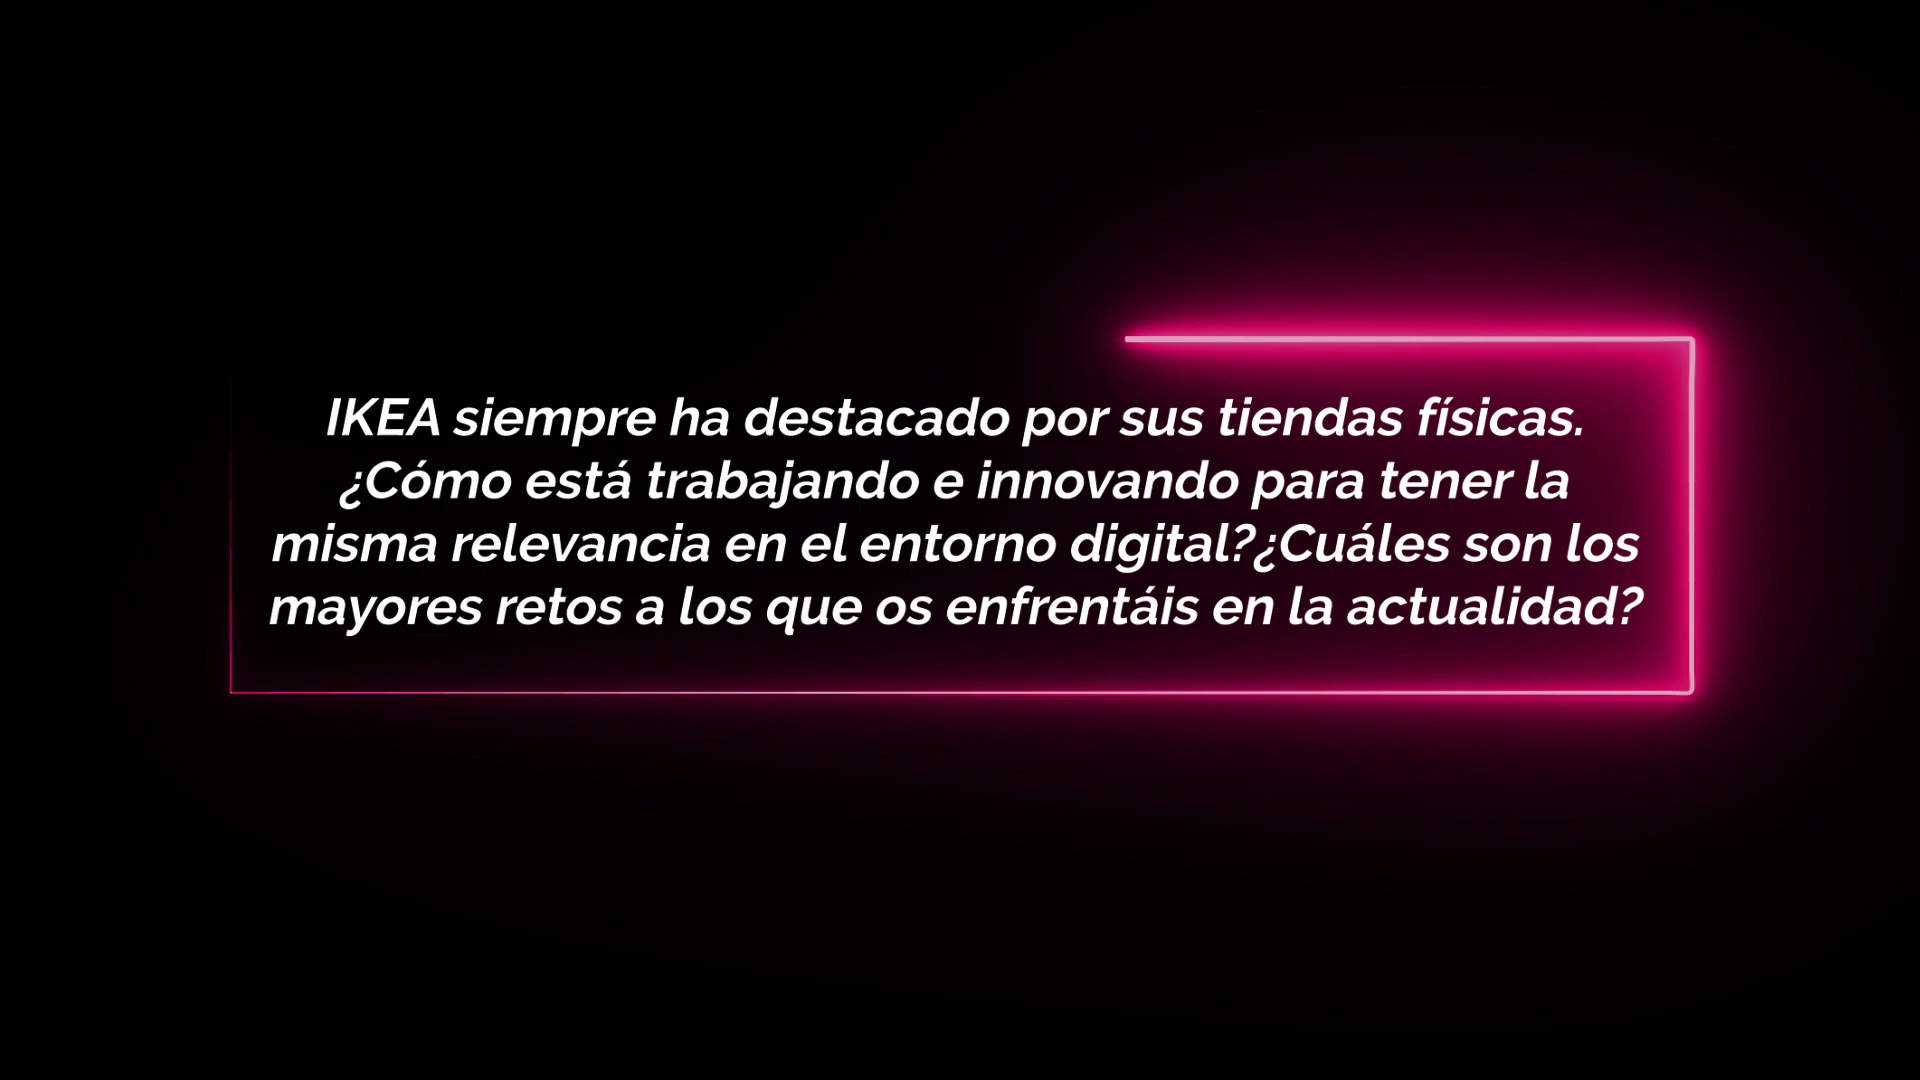 IKEA siempre ha destacado por sus tiendas físicas.
¿Cómo está trabajando e innovando para tener la
misma relevancia en el entorno digital?¿Cuáles son los
mayores retos a los que os enfrentáis en la actualidad?